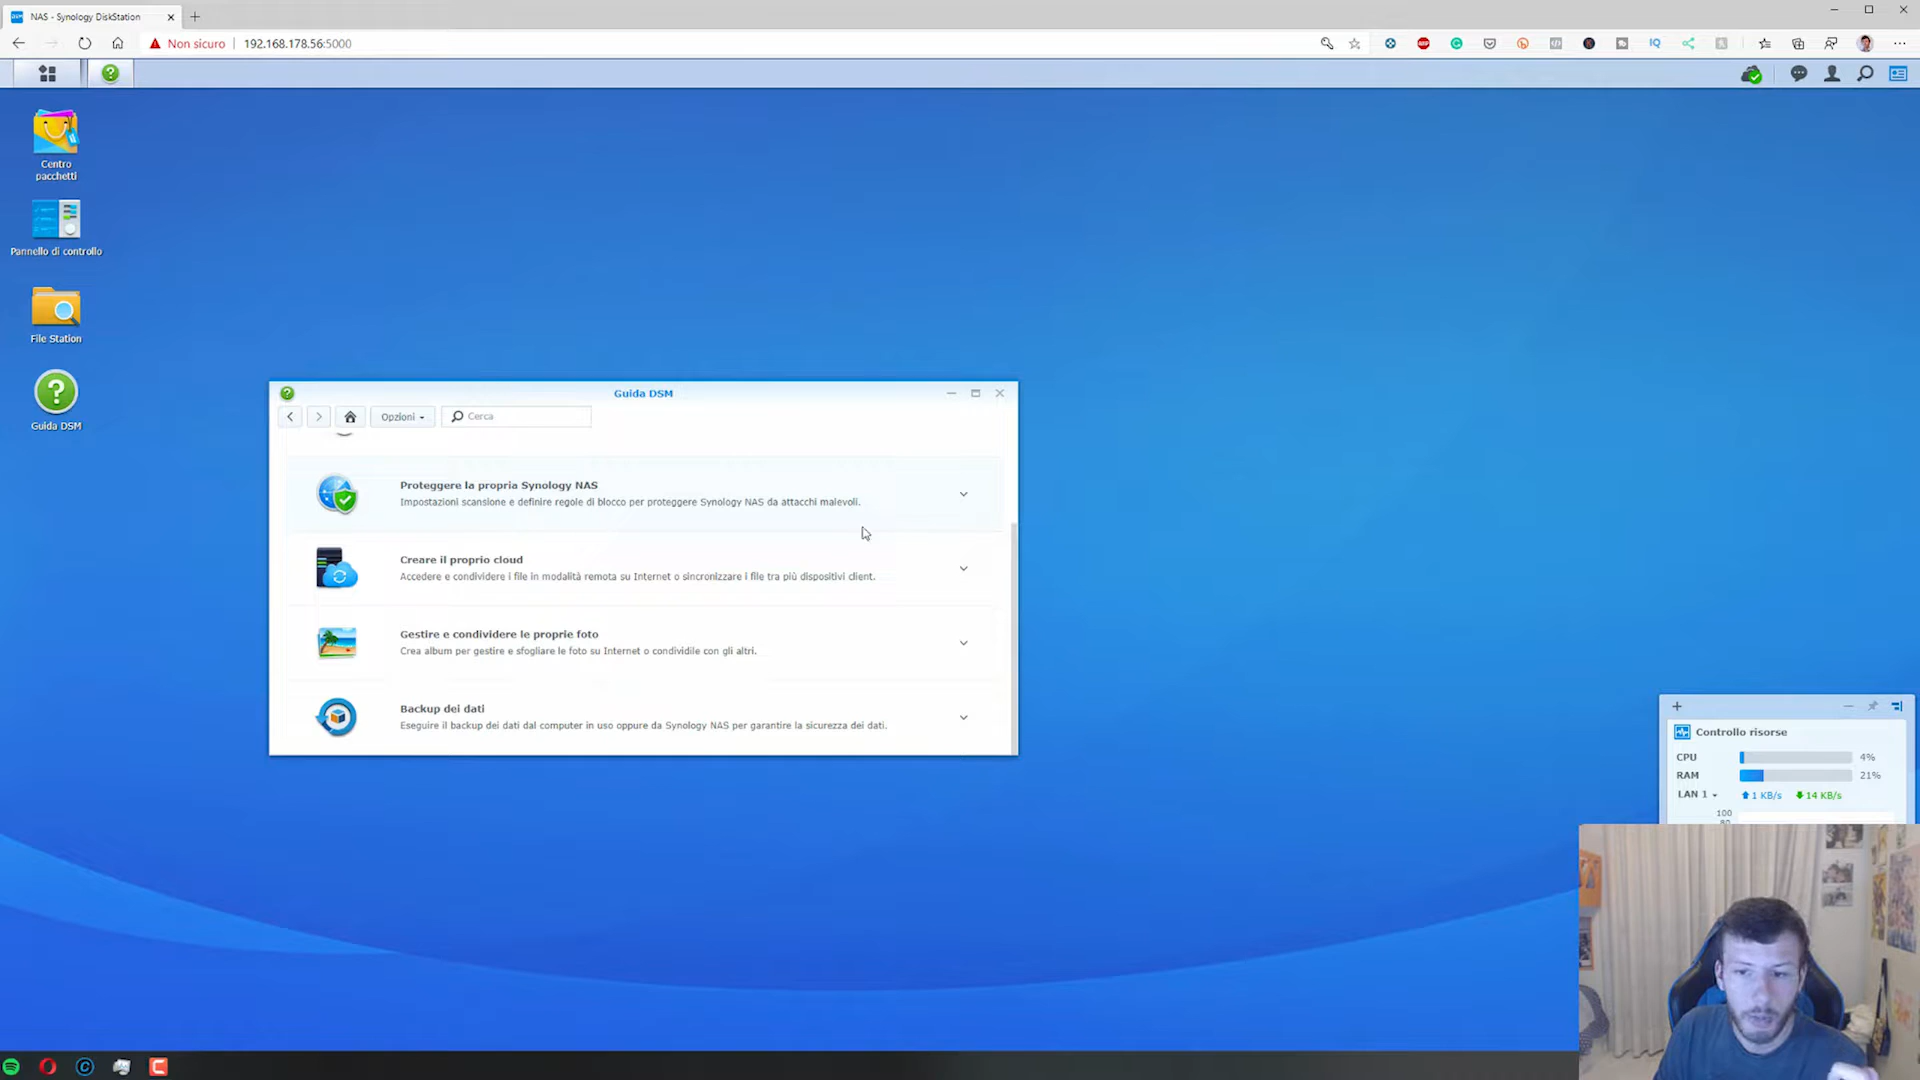 NAS - Synology DiskStation
Non sicuro
192.168.178.56:5000
Centro
pacchetti
Pannello di controllo
File Station
Guida DSM
Guida DSM
Opzioni
Cerca
Proteggere la propria Synology NAS
Impostazioni scansione e definire regole di blocco per proteggere Synology NAS da attacchi malevoli.
Creare il proprio cloud
Accedere e condividere i file in modalità remota su Internet o sincronizzare i file tra più dispositivi client.
Gestire e condividere le proprie foto
Crea album per gestire e sfogliare le foto su Internet o condividile con gli altri.
Backup dei dati
Eseguire il backup dei dati dal computer in uso oppure da Synology NAS per garantire la sicurezza dei dati.
Controllo risorse
CPU 4%
RAM 21%
LAN 1 1 KB/s 14 KB/s
100
80